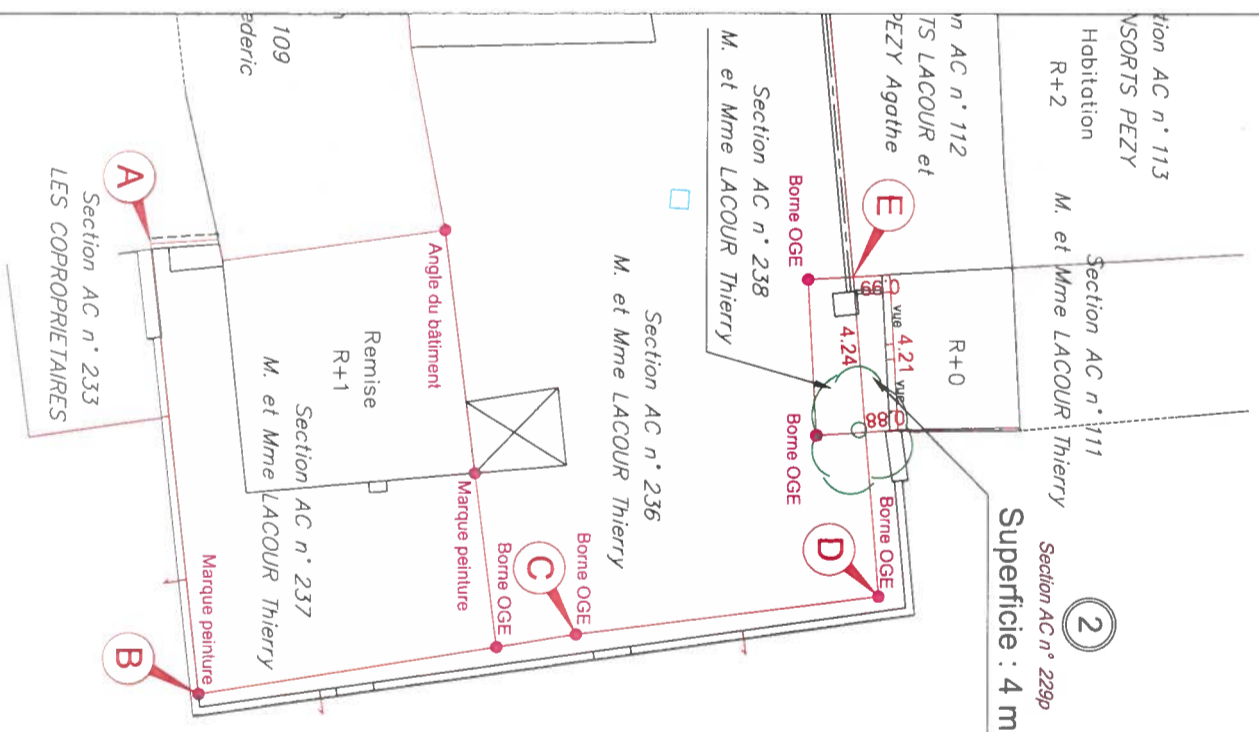 tion AC n° 113
NSORTS PEZY
Habitation
R+2
Section AC n° 111
M. et Mme LACOUR Thierry
n AC n° 112
TS LACOUR et
PEZY Agathe
R+0
2
Section AC n° 229p
Superficie : 4 m
E
Borne OGE
vue
4.21
vue
4.24
0.88
Borne OGE
Borne OGE
D
Section AC n° 238
M. et Mme LACOUR Thierry
Section AC n° 236
M. et Mme LACOUR Thierry
Borne OGE
C
Borne OGE
Marque peinture
Angle du bâtiment
Remise
R+1
Section AC n° 237
M. et Mme LACOUR Thierry
109
ederic
A
Section AC n° 233
LES COPROPRIETAIRES
Marque peinture
B